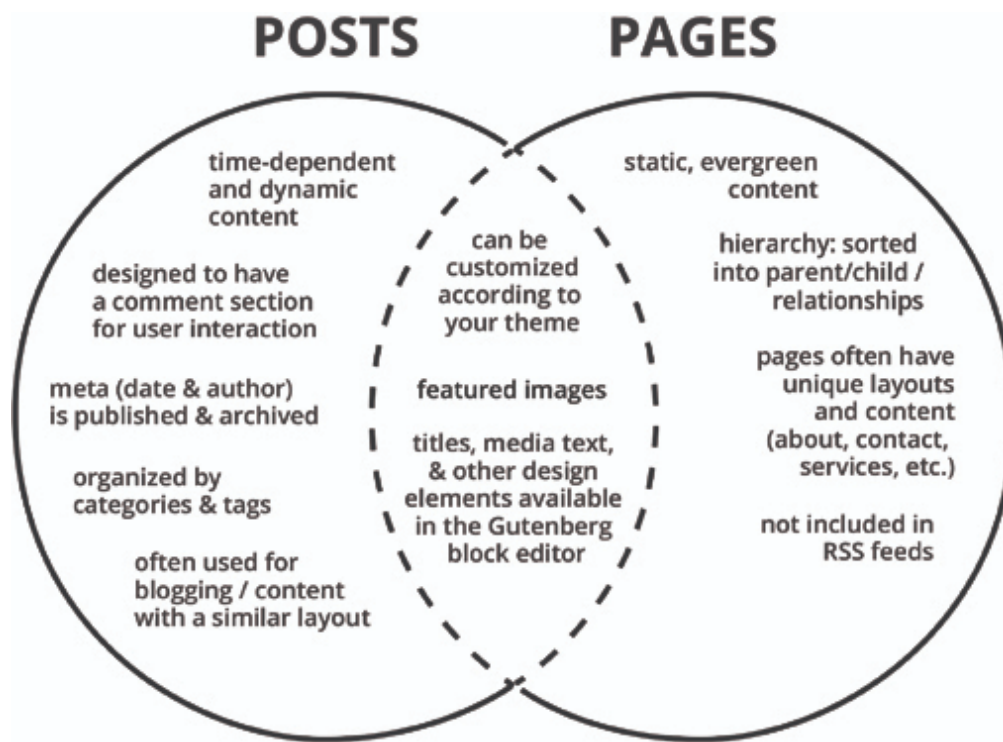 POSTS
PAGES
time-dependent
and dynamic
content
designed to have
a comment section
for user interaction
meta (date & author)
is published & archived
organized by
categories & tags
often used for
blogging / content
with a similar layout
can be
customized
according to
your theme
featured images
titles, media text,
& other design
elements available
in the Gutenberg
block editor
static, evergreen
content
hierarchy: sorted
into parent/child /
relationships
pages often have
unique layouts
and content
(about, contact,
services, etc.)
not included in
RSS feeds